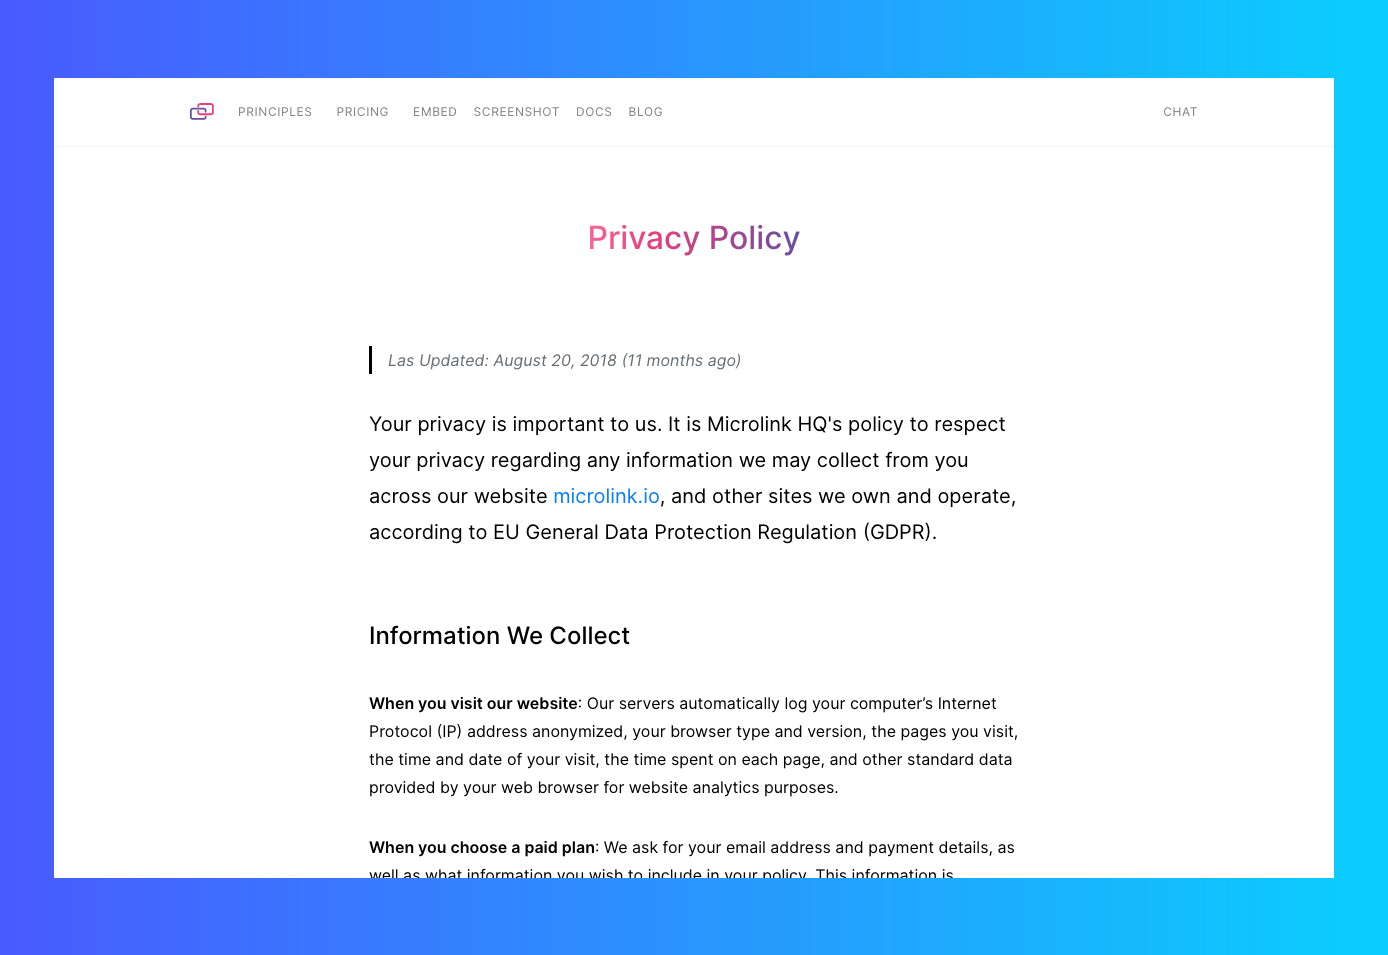 PRINCIPLES PRICING EMBED SCREENSHOT DOCS BLOG CHAT
Privacy Policy
Las Updated: August 20, 2018 (11 months ago)
Your privacy is important to us. It is Microlink HQ's policy to respect
your privacy regarding any information we may collect from you
across our website microlink.io, and other sites we own and operate,
according to EU General Data Protection Regulation (GDPR).
Information We Collect
When you visit our website: Our servers automatically log your computer’s Internet
Protocol (IP) address anonymized, your browser type and version, the pages you visit,
the time and date of your visit, the time spent on each page, and other standard data
provided by your web browser for website analytics purposes.
When you choose a paid plan: We ask for your email address and payment details, as
well as what information you wish to include in your policy. This information is